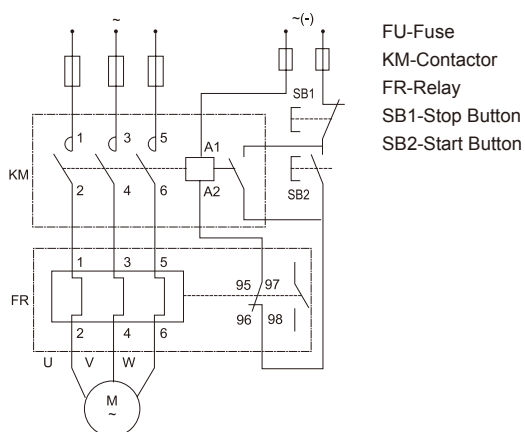 ~ ~(-)
FU-Fuse
KM-Contactor
FR-Relay
SB1-Stop Button
SB2-Start Button
SB1
1 3 5 A1
KM
2 4 6 A2 SB2
1 3 5
95 97
FR
96 98
2 4 6
U V W
M
~